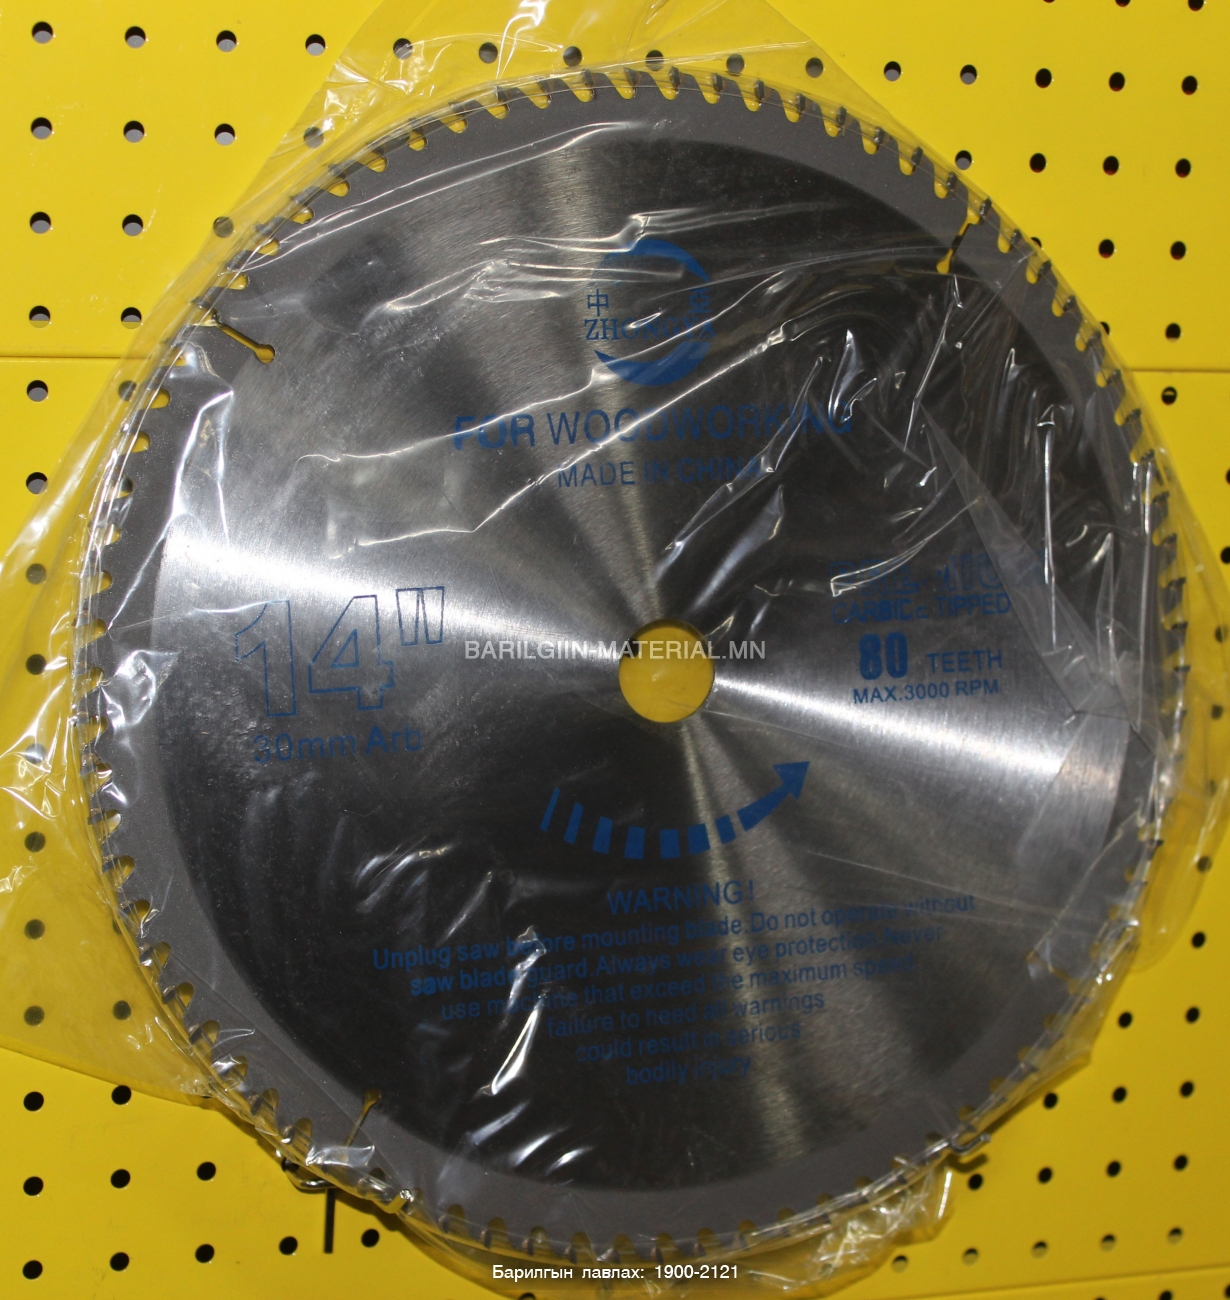 中
ZHONGYA
FOR WOODWORKING
MADE IN CHINA
14"
30mm Arb
CARBIDE TIPPED
80 TEETH
MAX.3000 RPM
BARILGIIN-MATERIAL.MN
WARNING!
Unplug saw before mounting blade.Do not operate without
saw blade guard.Always wear eye protection.Never
use machine that exceed the maximum speed
failure to heed all warnings
could result in serious
bodily injury
Барилгын лавлах: 1900-2121